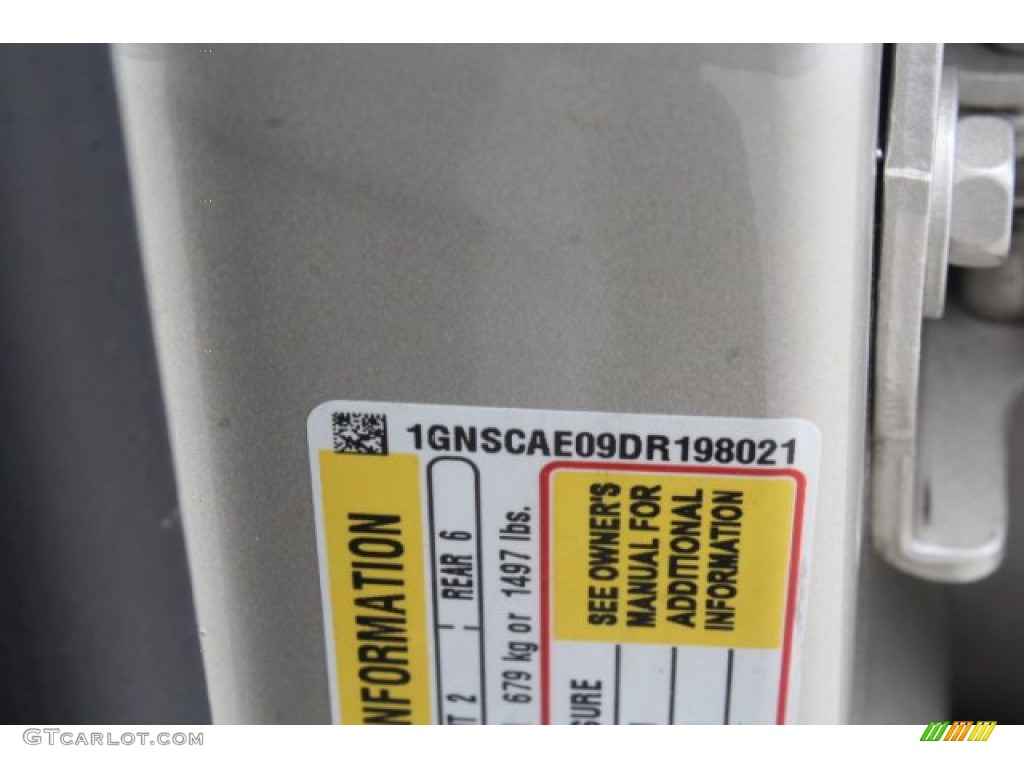 1GNSCAE09DR198021
INFORMATION
REAR 6
T 2
679 kg or 1497 lbs.
SEE OWNER'S
MANUAL FOR
ADDITIONAL
INFORMATION
SURE
GTCarlot.com